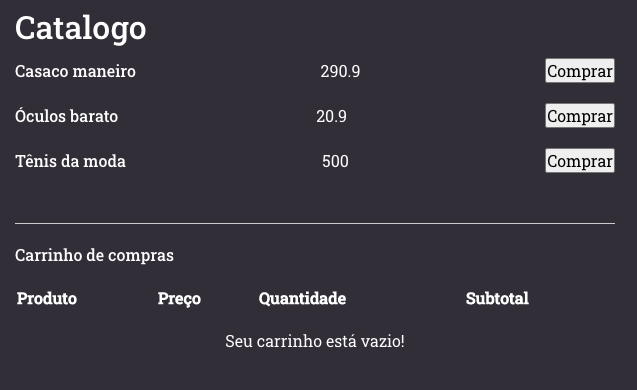 Catalogo
Casaco maneiro 290.9 Comprar
Óculos barato 20.9 Comprar
Tênis da moda 500 Comprar
Carrinho de compras
Produto Preço Quantidade Subtotal
Seu carrinho está vazio!